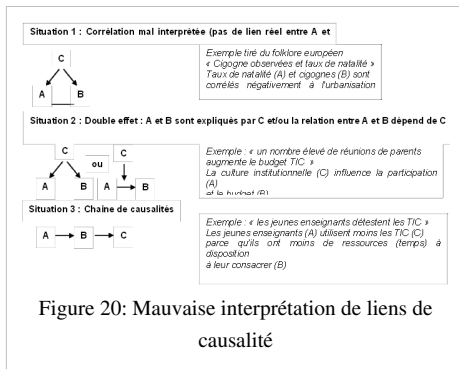 Situation 1 : Corrélation mal interprétée (pas de lien réel entre A et
C
A B
Exemple tiré du folklore européen
« Cigogne observées et taux de natalité »
Taux de natalité (A) et cigognes (B) sont
corrélés négativement à l'urbanisation
Situation 2 : Double effet : A et B sont expliqués par C et/ou la relation entre A et B dépend de C
C
ou
C
A B
A B
Exemple : « un nombre élevé de réunions de parents
augmente le budget TIC »
La culture institutionnelle (C) influence la participation
(A)
et le budget (B)
Situation 3 : Chaîne de causalités
A B C
Exemple : « les jeunes enseignants détestent les TIC »
Les jeunes enseignants (A) utilisent moins les TIC (C)
parce qu'ils ont moins de ressources (temps) à
disposition
à leur consacrer (B)
Figure 20: Mauvaise interprétation de liens de
causalité